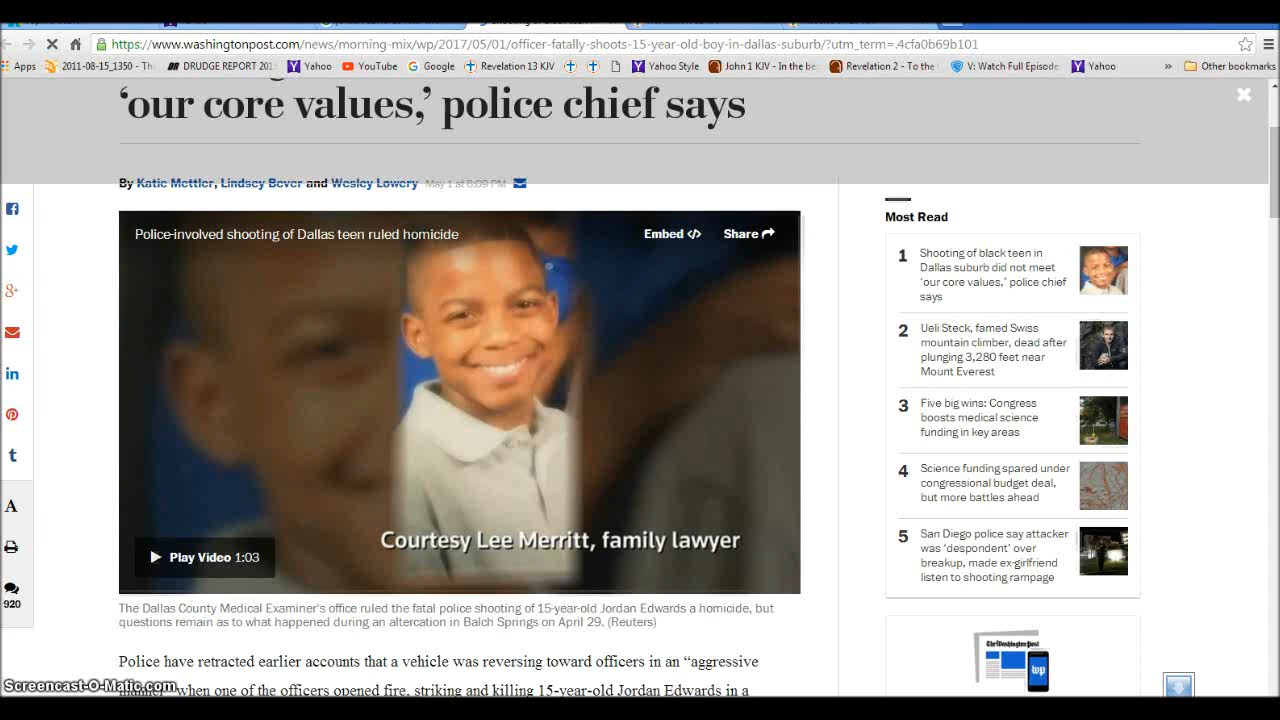 https://www.washingtonpost.com/news/morning-mix/wp/2017/05/01/officer-fatally-shoots-15-year-old-boy-in-dallas-suburb/?utm_term=.4cfa0b69b101
Apps 2011-08-15_1350 - Th DRUDGE REPORT 201 Yahoo YouTube Google Revelation 13 KJV Yahoo Style John 1 KJV - In the be Revelation 2 - To the V: Watch Full Episode Yahoo » Other bookmarks
‘our core values,’ police chief says
By Katie Mettler, Lindsey Bever and Wesley Lowery May 1 at 8:09 PM
Police-involved shooting of Dallas teen ruled homicide
Embed </> Share
Courtesy Lee Merritt, family lawyer
Play Video 1:03
The Dallas County Medical Examiner's office ruled the fatal police shooting of 15-year-old Jordan Edwards a homicide, but
questions remain as to what happened during an altercation in Balch Springs on April 29. (Reuters)
Police have retracted earlier accounts that a vehicle was reversing toward officers in an “aggressive
when one of the officers opened fire, striking and killing 15-year-old Jordan Edwards in a
920
Most Read
1 Shooting of black teen in
Dallas suburb did not meet
‘our core values,’ police chief
says
2 Ueli Steck, famed Swiss
mountain climber, dead after
plunging 3,280 feet near
Mount Everest
3 Five big wins: Congress
boosts medical science
funding in key areas
4 Science funding spared under
congressional budget deal,
but more battles ahead
5 San Diego police say attacker
was ‘despondent’ over
breakup, made ex-girlfriend
listen to shooting rampage
The Washington Post
wp
Screencast-O-Matic.com